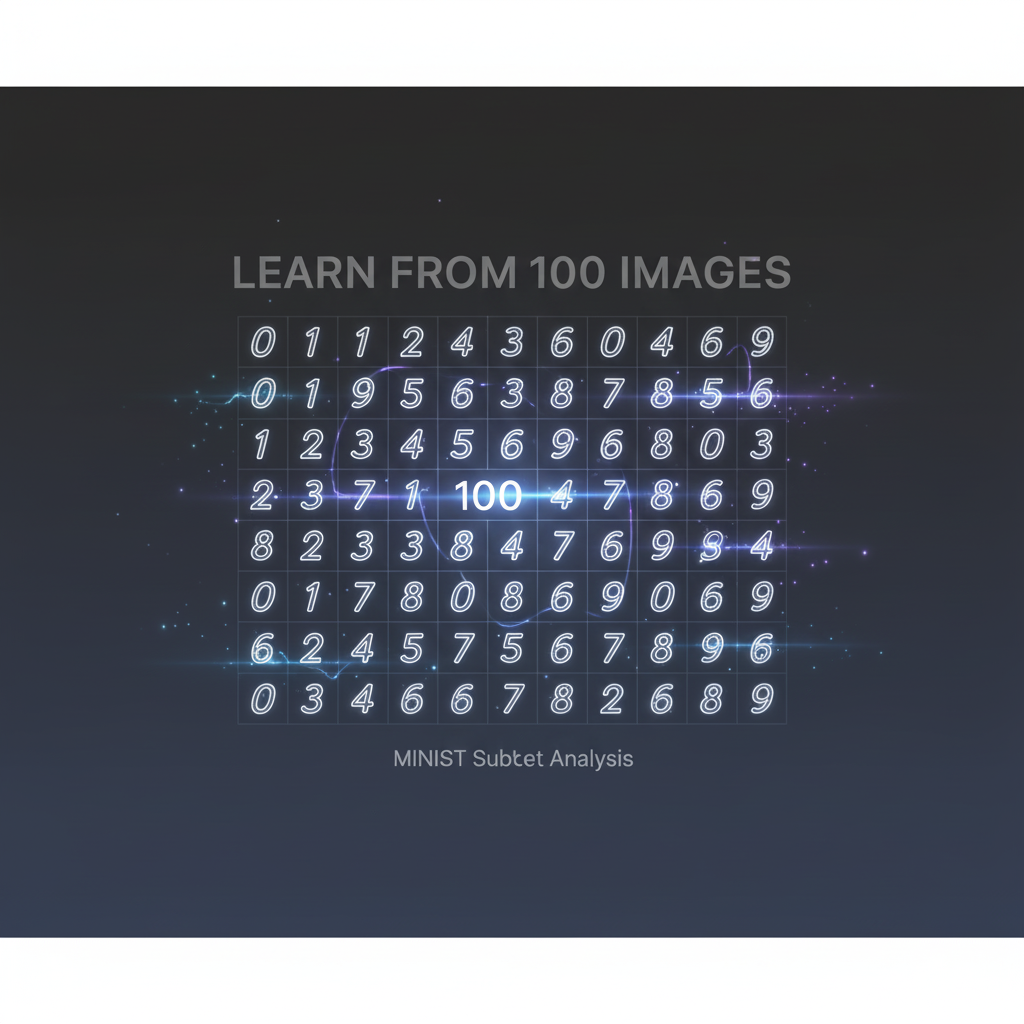 LEARN FROM 100 IMAGES
0 1 1 2 4 3 6 0 4 6 9
0 1 9 5 6 3 8 7 8 5 6
1 2 3 4 5 6 9 6 8 0 3
2 3 7 1 100 4 7 8 6 9
8 2 3 3 8 4 7 6 9 9 4
0 1 7 8 0 8 6 9 0 6 9
6 2 4 5 7 5 6 7 8 9 6
0 3 4 6 6 7 8 2 6 8 9
MINIST Subtet Analysis